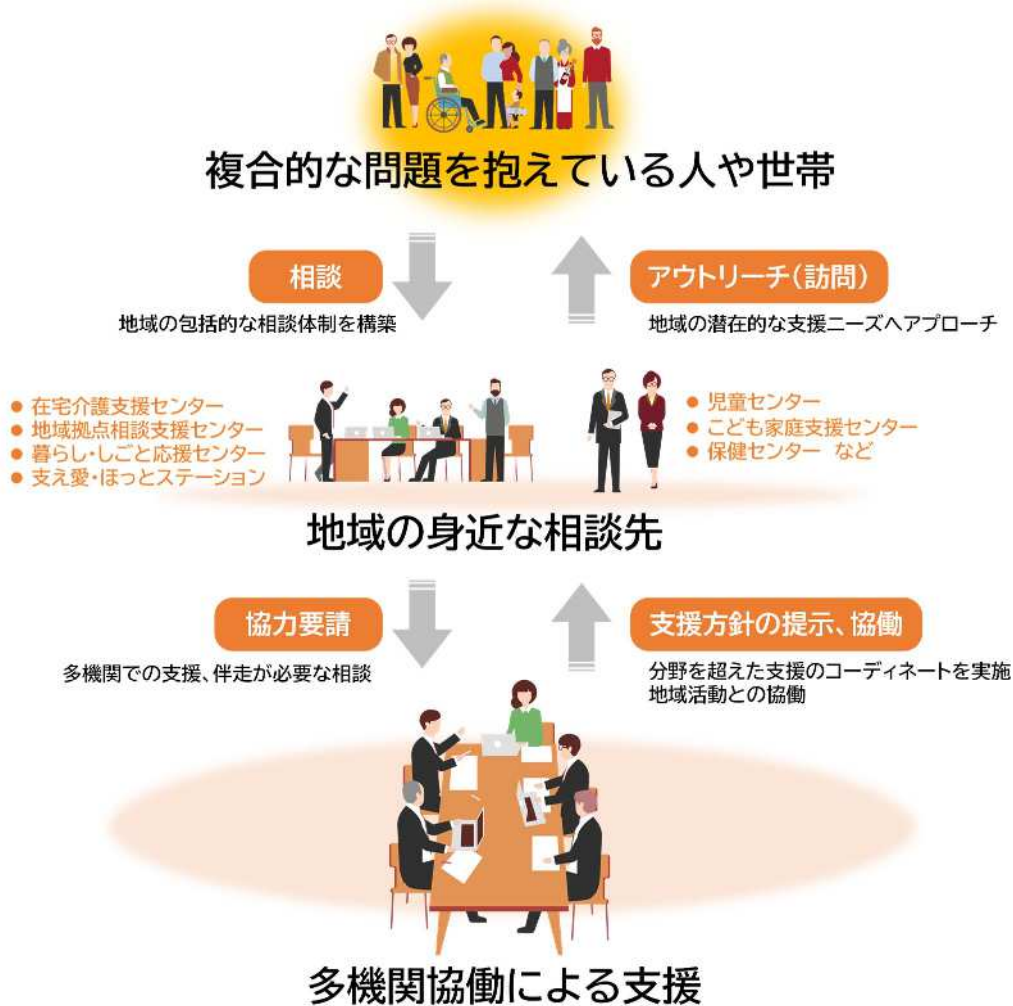 複合的な問題を抱えている人や世帯
相談
地域の包括的な相談体制を構築
アウトリーチ(訪問)
地域の潜在的な支援ニーズへアプローチ
● 在宅介護支援センター
● 地域拠点相談支援センター
● 暮らし・しごと応援センター
● 支え愛・ほっとステーション
● 児童センター
● こども家庭支援センター
● 保健センター など
地域の身近な相談先
協力要請
多機関での支援、伴走が必要な相談
支援方針の提示、協働
分野を超えた支援のコーディネートを実施
地域活動との協働
多機関協働による支援